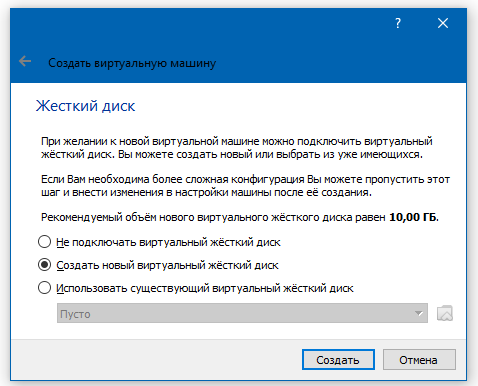 ?
Создать виртуальную машину
Жесткий диск
При желании к новой виртуальной машине можно подключить виртуальный
жёсткий диск. Вы можете создать новый или выбрать из уже имеющихся.
Если Вам необходима более сложная конфигурация Вы можете пропустить этот
шаг и внести изменения в настройки машины после её создания.
Рекомендуемый объём нового виртуального жёсткого диска равен 10,00 ГБ.
Не подключать виртуальный жёсткий диск
Создать новый виртуальный жёсткий диск
Использовать существующий виртуальный жёсткий диск
Пусто
Создать
Отмена